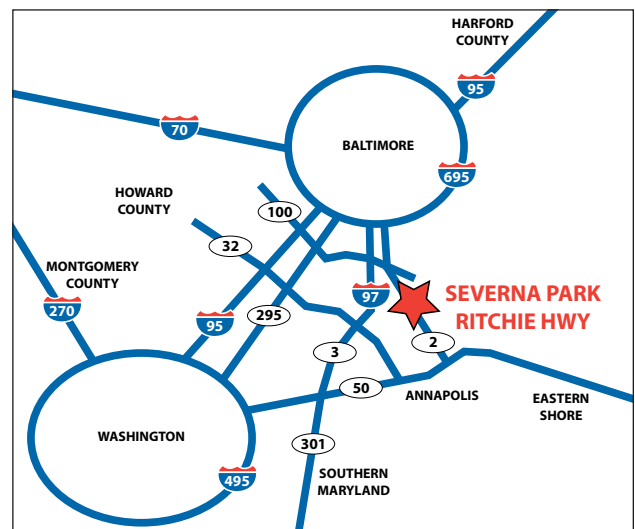 HARFORD
COUNTY
95
70
BALTIMORE
695
HOWARD
COUNTY
100
32
MONTGOMERY
COUNTY
270
95
295
97
SEVERNA PARK
RITCHIE HWY
3
2
50
ANNAPOLIS
EASTERN
SHORE
WASHINGTON
301
495
SOUTHERN
MARYLAND